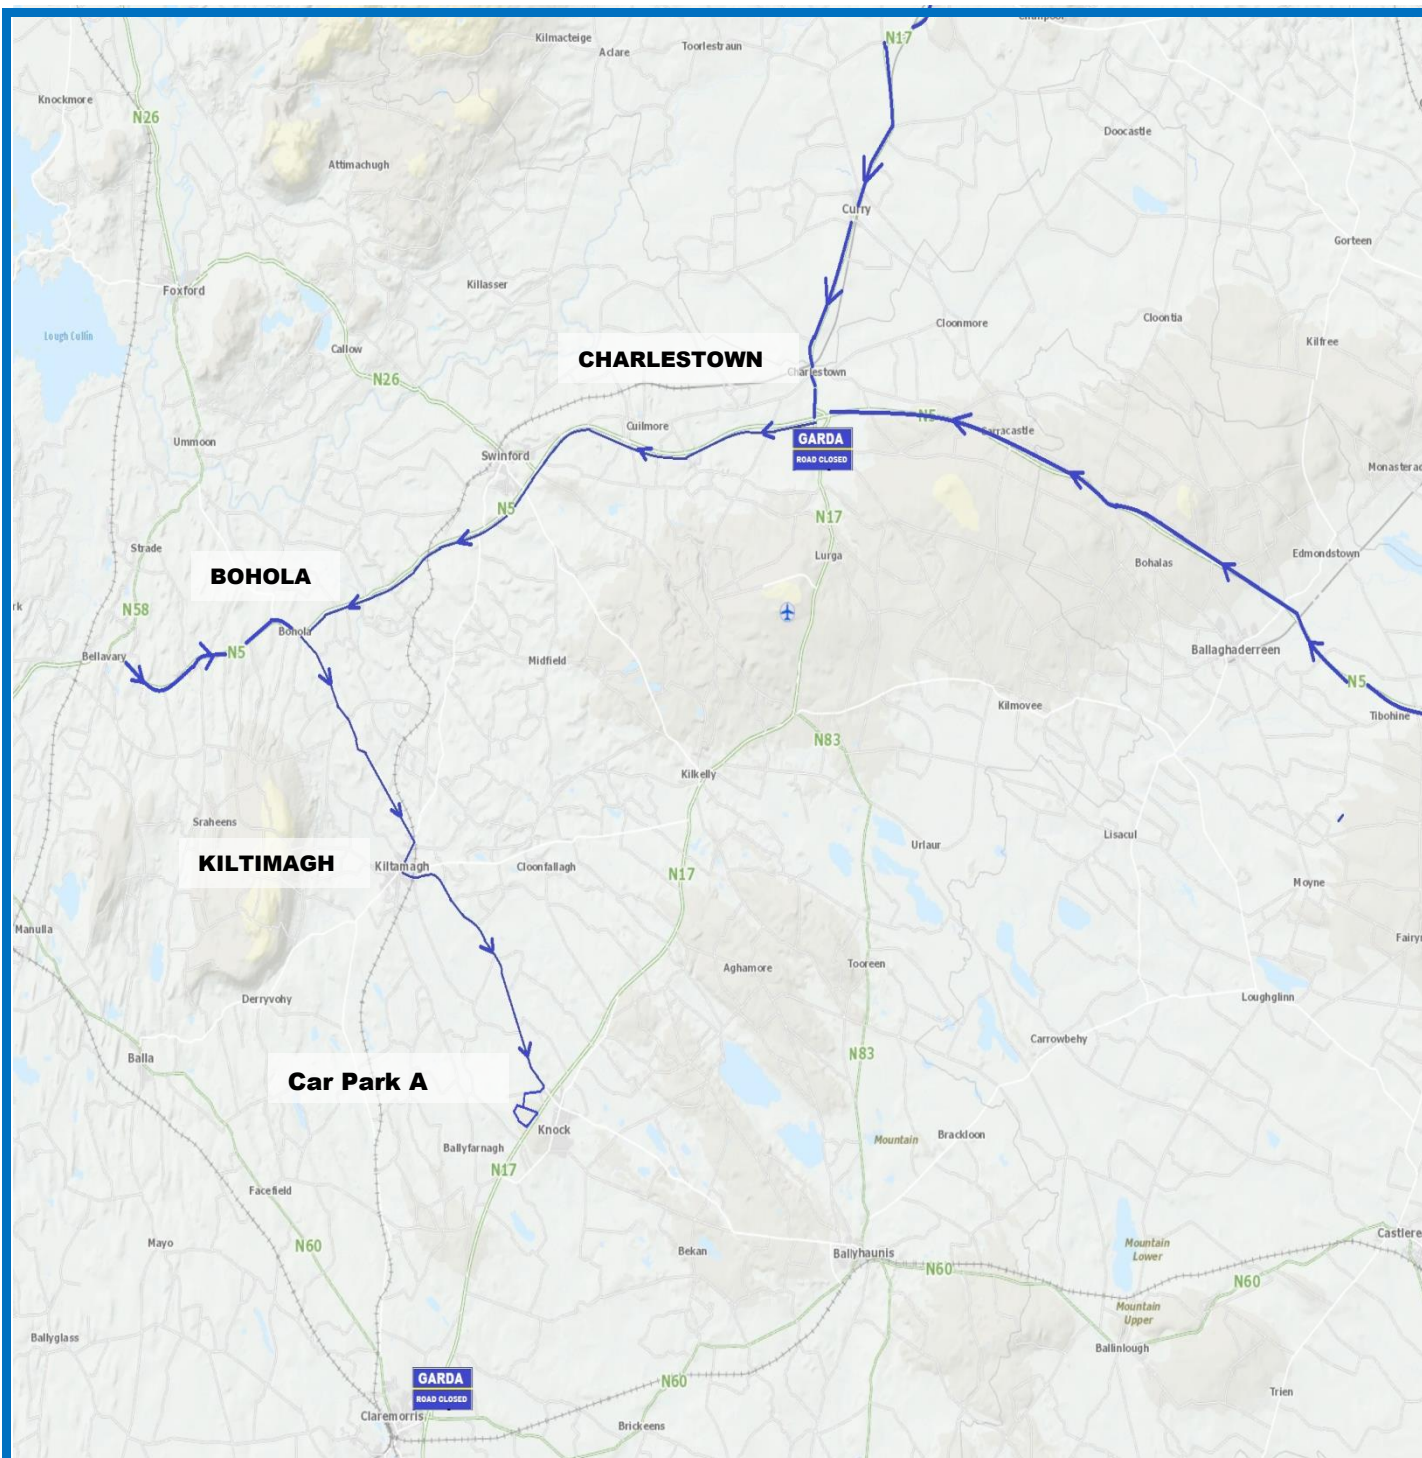 Kilmacteige
Aclare
Toorlestraun
N17
Knockmore
N26
Doocastle
Attimachugh
Curry
Gorteen
Killasser
Foxford
Cloonmore
Cloontia
Lough Cullin
Callow
Kilfree
CHARLESTOWN
Charlestown
N26
N5
Cuilmore
Ummoon
GARDA
ROAD CLOSED
Swinford
N5
N17
Strade
Lurga
Edmondstown
Bohalas
BOHOLA
N58
Bohola
N5
Bellavary
Midfield
Ballaghaderreen
N5
Kilmovee
Tibohine
N83
Kilkelly
Sraheens
Lisacul
Urlaur
KILTIMAGH
Kiltamagh
Cloonfallagh
N17
Moyne
Manulla
Aghamore
Tooreen
Derryvohy
Loughglinn
Balla
Carrowbehy
N83
Car Park A
Knock
Mountain
Brackloon
Ballyfarnagh
N17
Facefield
N60
Mayo
Bekan
Ballyhaunis
Mountain
Lower
N60
N60
Mountain
Upper
Ballyglass
Ballinlough
GARDA
ROAD CLOSED
N60
Trien
Claremorris
Brickeens